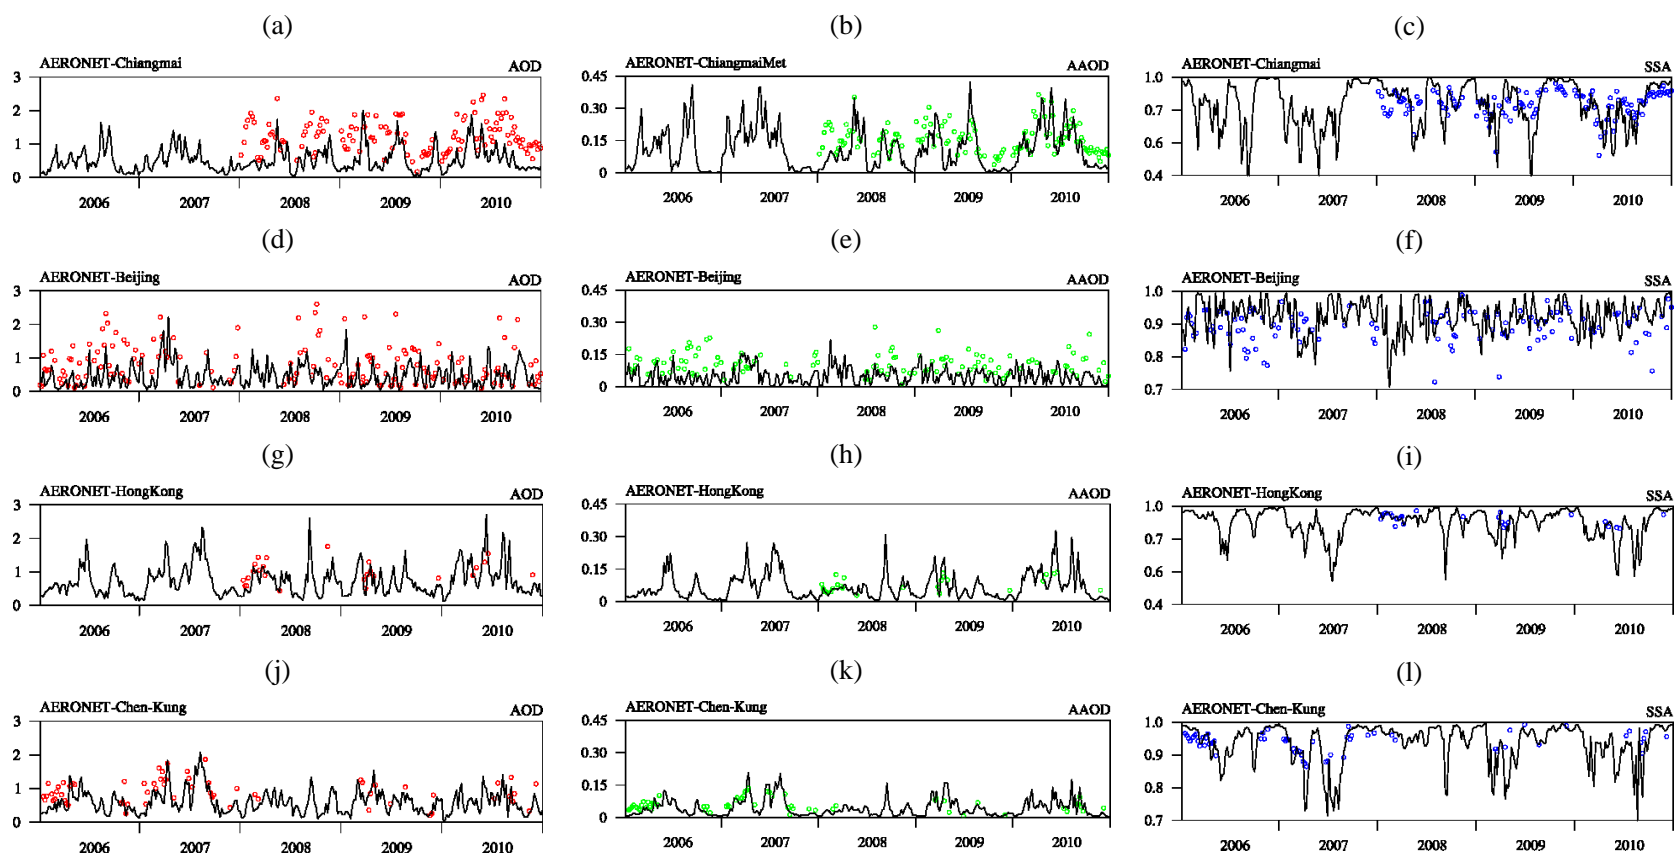 (a) (b) (c)
AERONET-Chiangmai AOD AERONET-ChiangmaiMet AAOD AERONET-Chiangmai SSA
3 0.45 1.0
2 0.30 0.7
1 0.15 0.6
0 0 0.4
2006 2007 2008 2009 2010 2006 2007 2008 2009 2010 2006 2007 2008 2009 2010
(d) (e) (f)
AERONET-Beijing AOD AERONET-Beijing AAOD AERONET-Beijing SSA
3 0.45 1.0
2 0.30 0.9
1 0.15 0.8
0 0 0.7
2006 2007 2008 2009 2010 2006 2007 2008 2009 2010 2006 2007 2008 2009 2010
(g) (h) (i)
AERONET-HongKong AOD AERONET-HongKong AAOD AERONET-HongKong SSA
3 0.45 1.0
2 0.30 0.7
1 0.15 0.6
0 0 0.4
2006 2007 2008 2009 2010 2006 2007 2008 2009 2010 2006 2007 2008 2009 2010
(j) (k) (l)
AERONET-Chen-Kung AOD AERONET-Chen-Kung AAOD AERONET-Chen-Kung SSA
3 0.45 1.0
2 0.30 0.9
1 0.15 0.8
0 0 0.7
2006 2007 2008 2009 2010 2006 2007 2008 2009 2010 2006 2007 2008 2009 2010